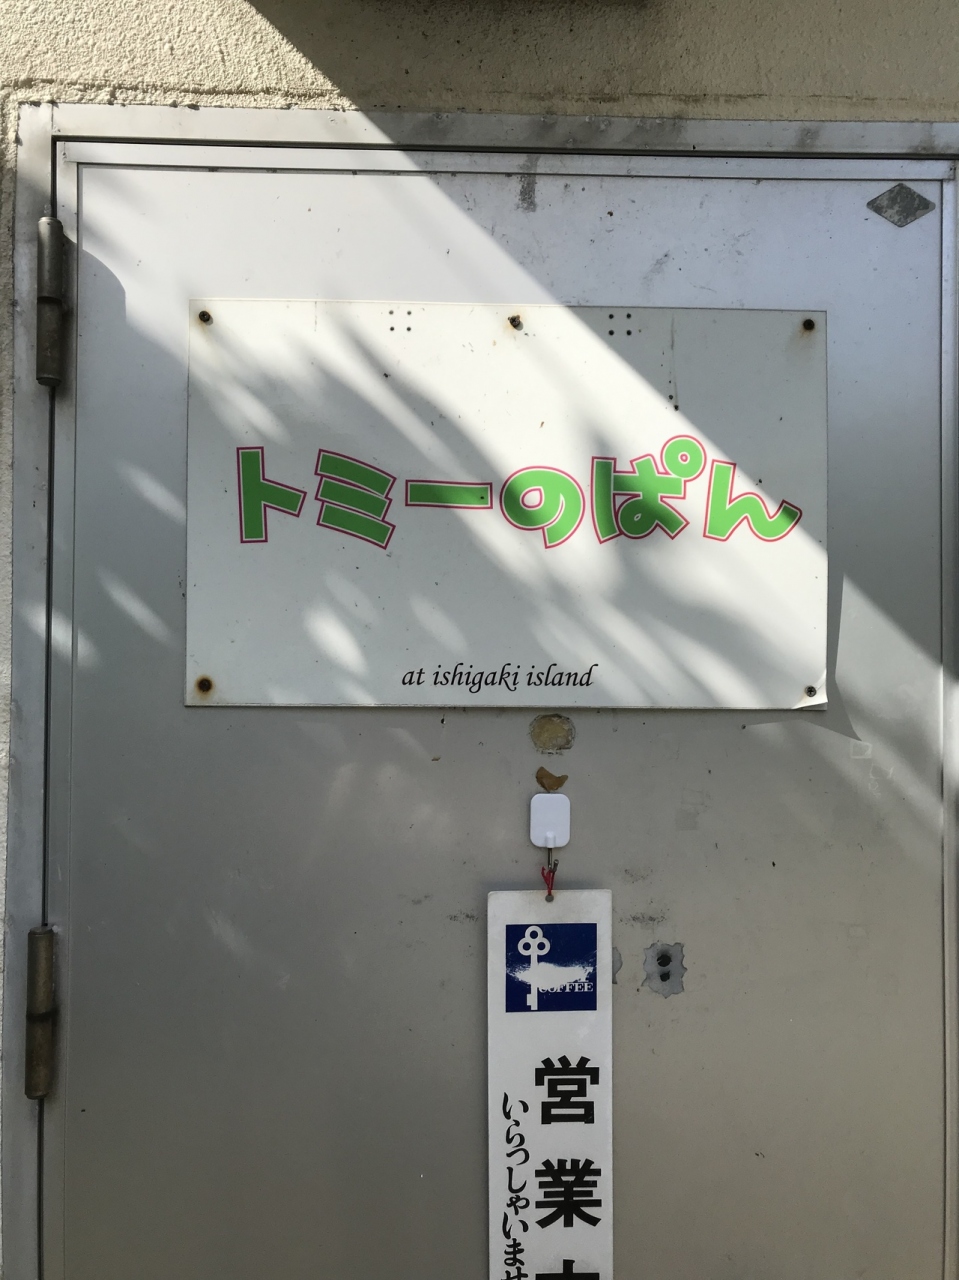 トミーのぱん
at ishigaki island
COFFEE
営業
いらっしゃいませ